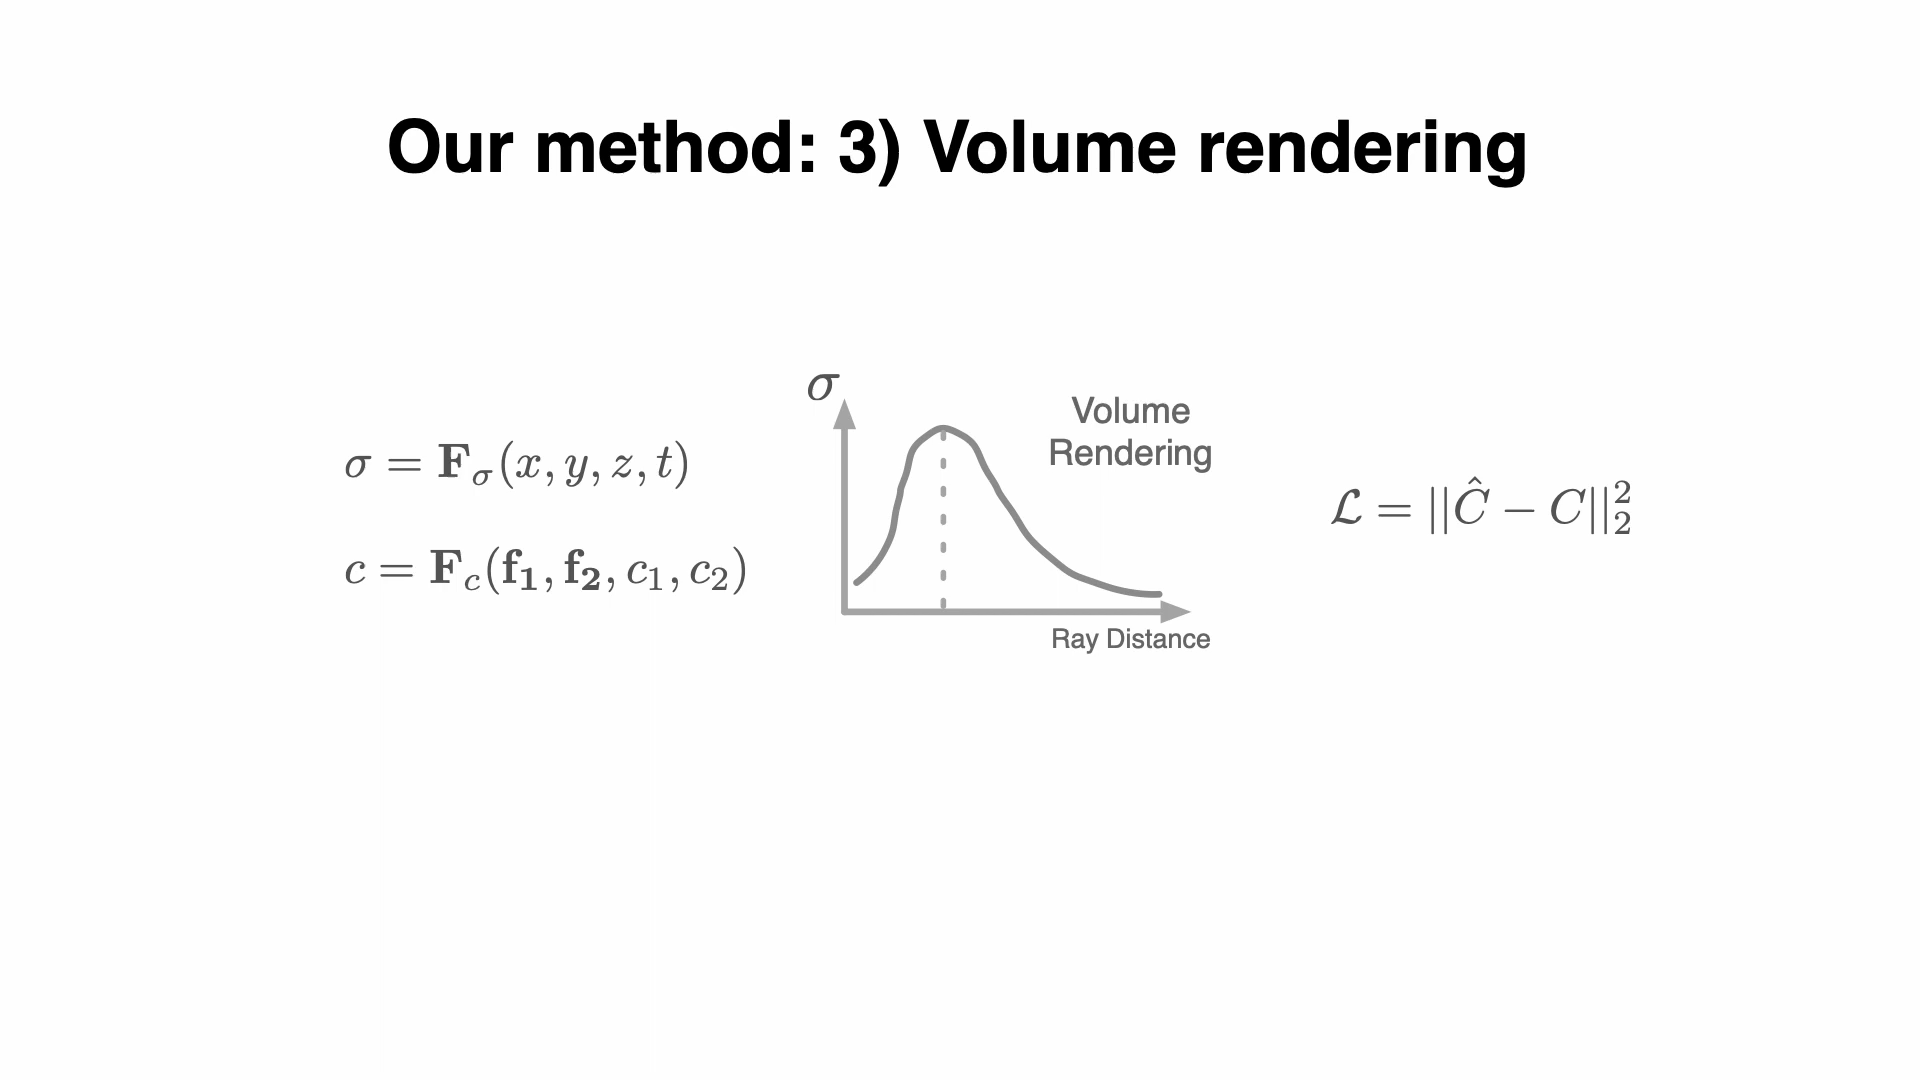 Our method: 3) Volume rendering
σ = F_σ(x, y, z, t)
c = F_c(f₁, f₂, c₁, c₂)
σ
Volume
Rendering
Ray Distance
ℒ = ||Ĉ − C||₂²